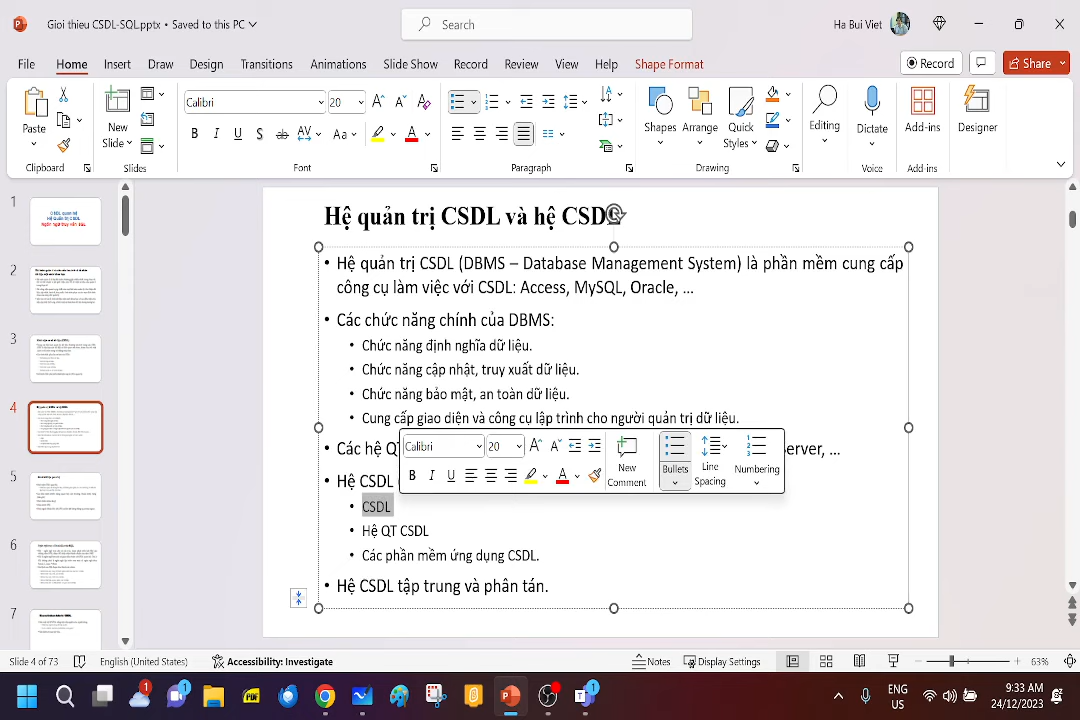 Gioi thieu CSDL-SQL.pptx • Saved to this PC
Search
Ha Bui Viet
File Home Insert Draw Design Transitions Animations Slide Show Record Review View Help Shape Format
Record
Share
Paste
New Slide
Calibri 20
Editing
Shapes Arrange Quick Styles
Dictate
Add-ins
Designer
Clipboard Slides Font Paragraph Drawing Voice Add-ins
1
2
3
4
5
6
7
Hệ quản trị CSDL và hệ CSDL
• Hệ quản trị CSDL (DBMS – Database Management System) là phần mềm cung cấp
công cụ làm việc với CSDL: Access, MySQL, Oracle, …
• Các chức năng chính của DBMS:
• Chức năng định nghĩa dữ liệu.
• Chức năng cập nhật, truy xuất dữ liệu.
• Chức năng bảo mật, an toàn dữ liệu.
• Cung cấp giao diện và công cụ lập trình cho người quản trị dữ liệu.
• Các hệ
Calibri 20
B I U
New Comment
Bullets
Line Spacing
Numbering
• Hệ CSDL
• CSDL
• Hệ QT CSDL
• Các phần mềm ứng dụng CSDL.
• Hệ CSDL tập trung và phân tán.
Slide 4 of 73 English (United States) Accessibility: Investigate Notes Display Settings 63%
ENG
US
9:33 AM
24/12/2023